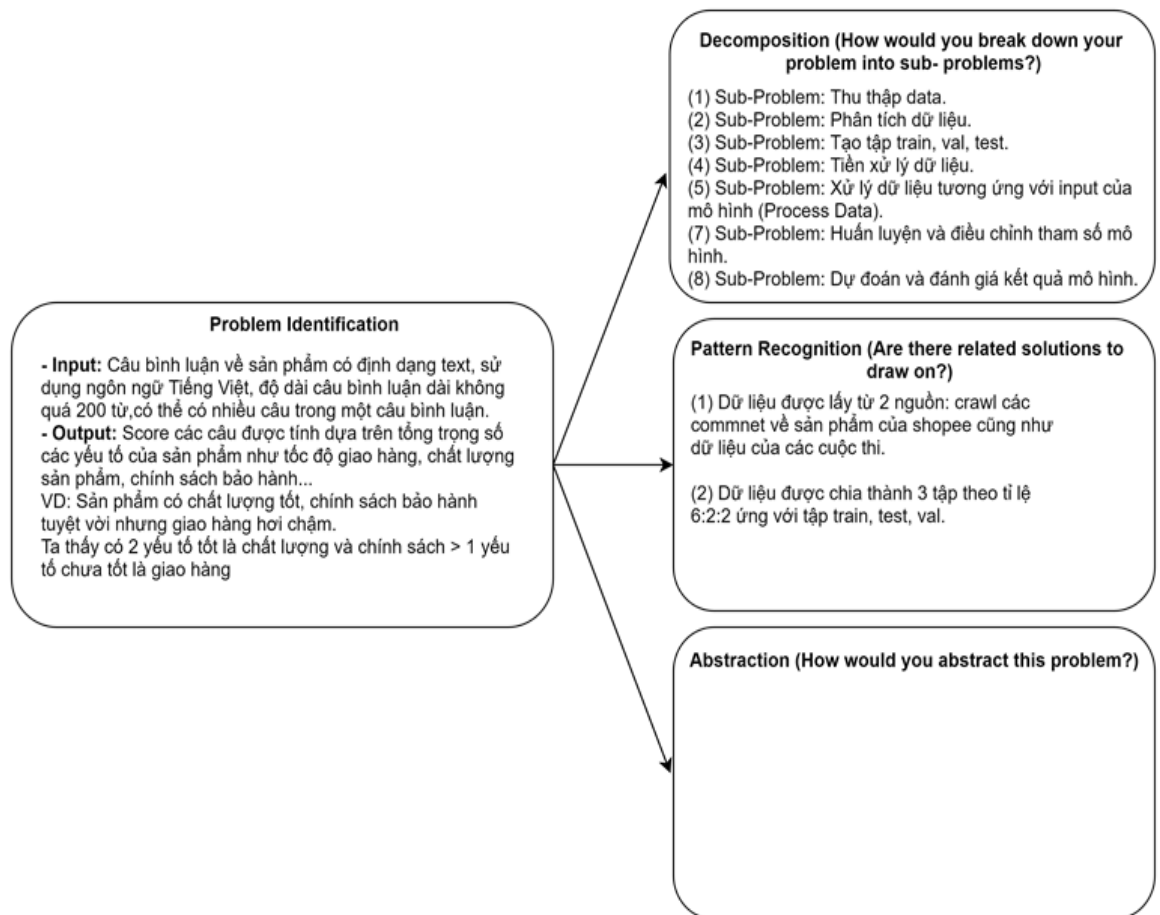 Problem Identification
- Input: Câu bình luận về sản phẩm có định dạng text, sử
dụng ngôn ngữ Tiếng Việt, độ dài câu bình luận dài không
quá 200 từ,có thể có nhiều câu trong một câu bình luận.
- Output: Score các câu được tính dựa trên tổng trọng số
các yếu tố của sản phẩm như tốc độ giao hàng, chất lượng
sản phẩm, chính sách bảo hành...
VD: Sản phẩm có chất lượng tốt, chính sách bảo hành
tuyệt vời nhưng giao hàng hơi chậm.
Ta thấy có 2 yếu tố tốt là chất lượng và chính sách > 1 yếu
tố chưa tốt là giao hàng
Decomposition (How would you break down your
problem into sub- problems?)
(1) Sub-Problem: Thu thập data.
(2) Sub-Problem: Phân tích dữ liệu.
(3) Sub-Problem: Tạo tập train, val, test.
(4) Sub-Problem: Tiền xử lý dữ liệu.
(5) Sub-Problem: Xử lý dữ liệu tương ứng với input của
mô hình (Process Data).
(7) Sub-Problem: Huấn luyện và điều chỉnh tham số mô
hình.
(8) Sub-Problem: Dự đoán và đánh giá kết quả mô hình.
Pattern Recognition (Are there related solutions to
draw on?)
(1) Dữ liệu được lấy từ 2 nguồn: crawl các
commnet về sản phẩm của shopee cũng như
dữ liệu của các cuộc thi.
(2) Dữ liệu được chia thành 3 tập theo tỉ lệ
6:2:2 ứng với tập train, test, val.
Abstraction (How would you abstract this problem?)